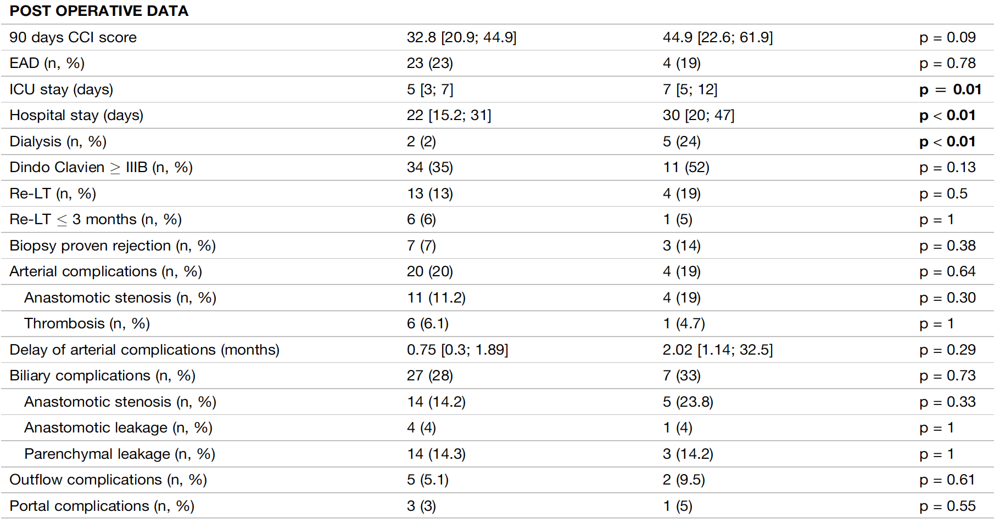 POST OPERATIVE DATA
90 days CCI score 32.8 [20.9; 44.9] 44.9 [22.6; 61.9] p = 0.09
EAD (n, %) 23 (23) 4 (19) p = 0.78
ICU stay (days) 5 [3; 7] 7 [5; 12] p = 0.01
Hospital stay (days) 22 [15.2; 31] 30 [20; 47] p < 0.01
Dialysis (n, %) 2 (2) 5 (24) p < 0.01
Dindo Clavien ≥ IIIB (n, %) 34 (35) 11 (52) p = 0.13
Re-LT (n, %) 13 (13) 4 (19) p = 0.5
Re-LT ≤ 3 months (n, %) 6 (6) 1 (5) p = 1
Biopsy proven rejection (n, %) 7 (7) 3 (14) p = 0.38
Arterial complications (n, %) 20 (20) 4 (19) p = 0.64
Anastomotic stenosis (n, %) 11 (11.2) 4 (19) p = 0.30
Thrombosis (n, %) 6 (6.1) 1 (4.7) p = 1
Delay of arterial complications (months) 0.75 [0.3; 1.89] 2.02 [1.14; 32.5] p = 0.29
Biliary complications (n, %) 27 (28) 7 (33) p = 0.73
Anastomotic stenosis (n, %) 14 (14.2) 5 (23.8) p = 0.33
Anastomotic leakage (n, %) 4 (4) 1 (4) p = 1
Parenchymal leakage (n, %) 14 (14.3) 3 (14.2) p = 1
Outflow complications (n, %) 5 (5.1) 2 (9.5) p = 0.61
Portal complications (n, %) 3 (3) 1 (5) p = 0.55